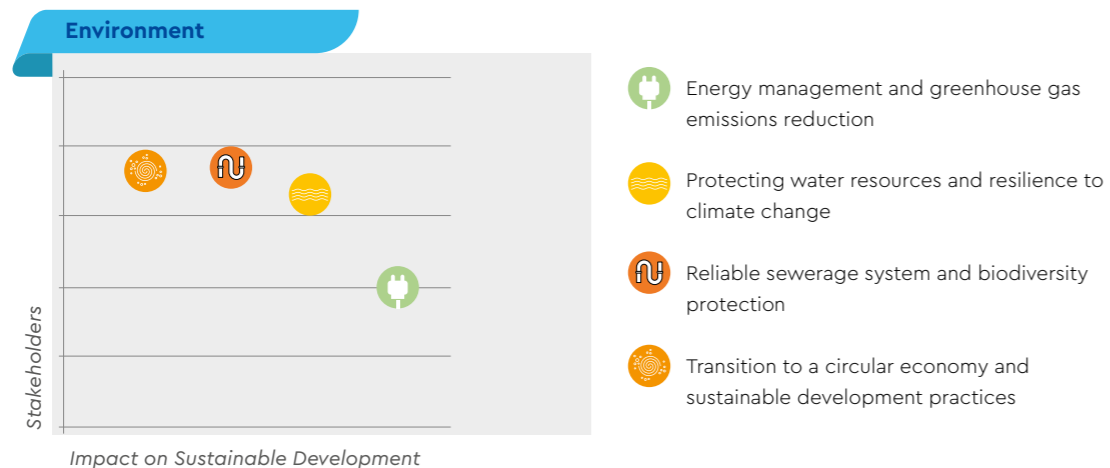 Environment
Stakeholders
Impact on Sustainable Development
Energy management and greenhouse gas
emissions reduction
Protecting water resources and resilience to
climate change
Reliable sewerage system and biodiversity
protection
Transition to a circular economy and
sustainable development practices